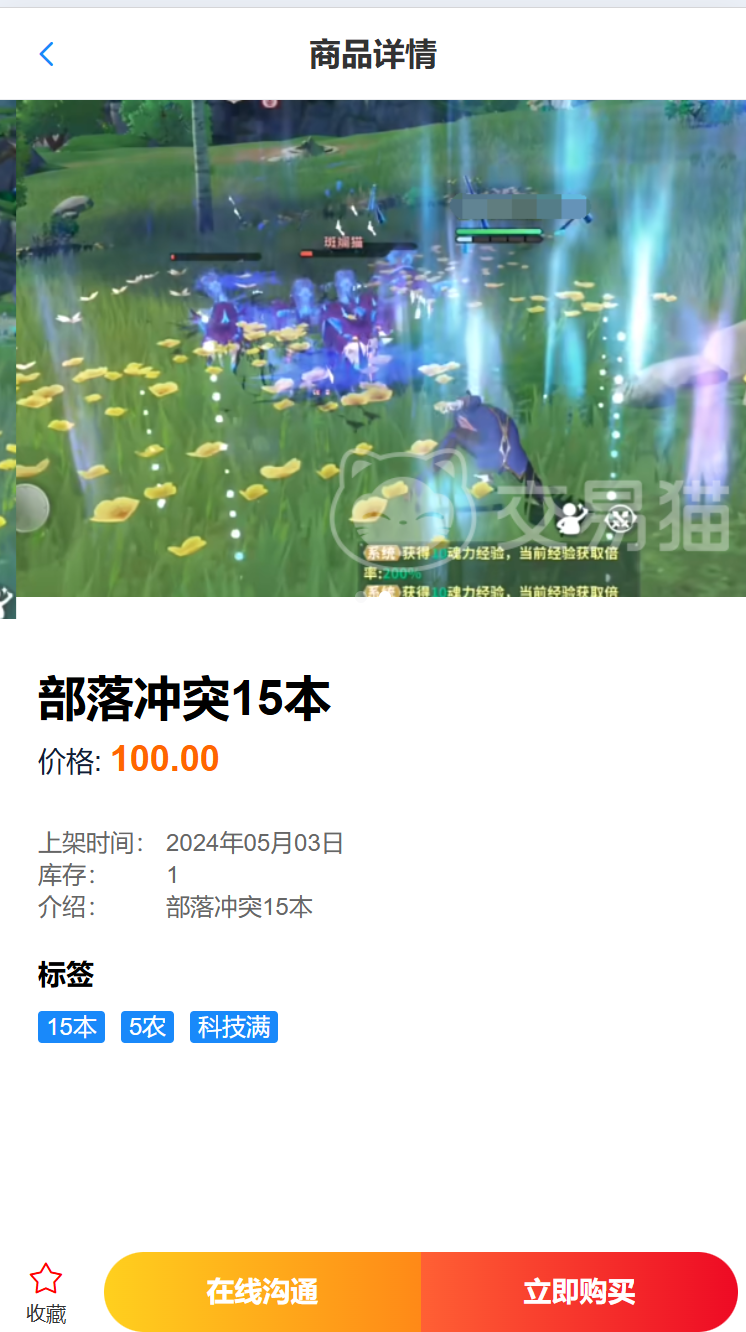 商品详情
斑斓猫
交易猫
系统 获得10魂力经验，当前经验获取倍
率:200%
系统 获得10魂力经验，当前经验获取倍
部落冲突15本
价格: 100.00
上架时间： 2024年05月03日
库存： 1
介绍： 部落冲突15本
标签
15本 5农 科技满
收藏 在线沟通 立即购买